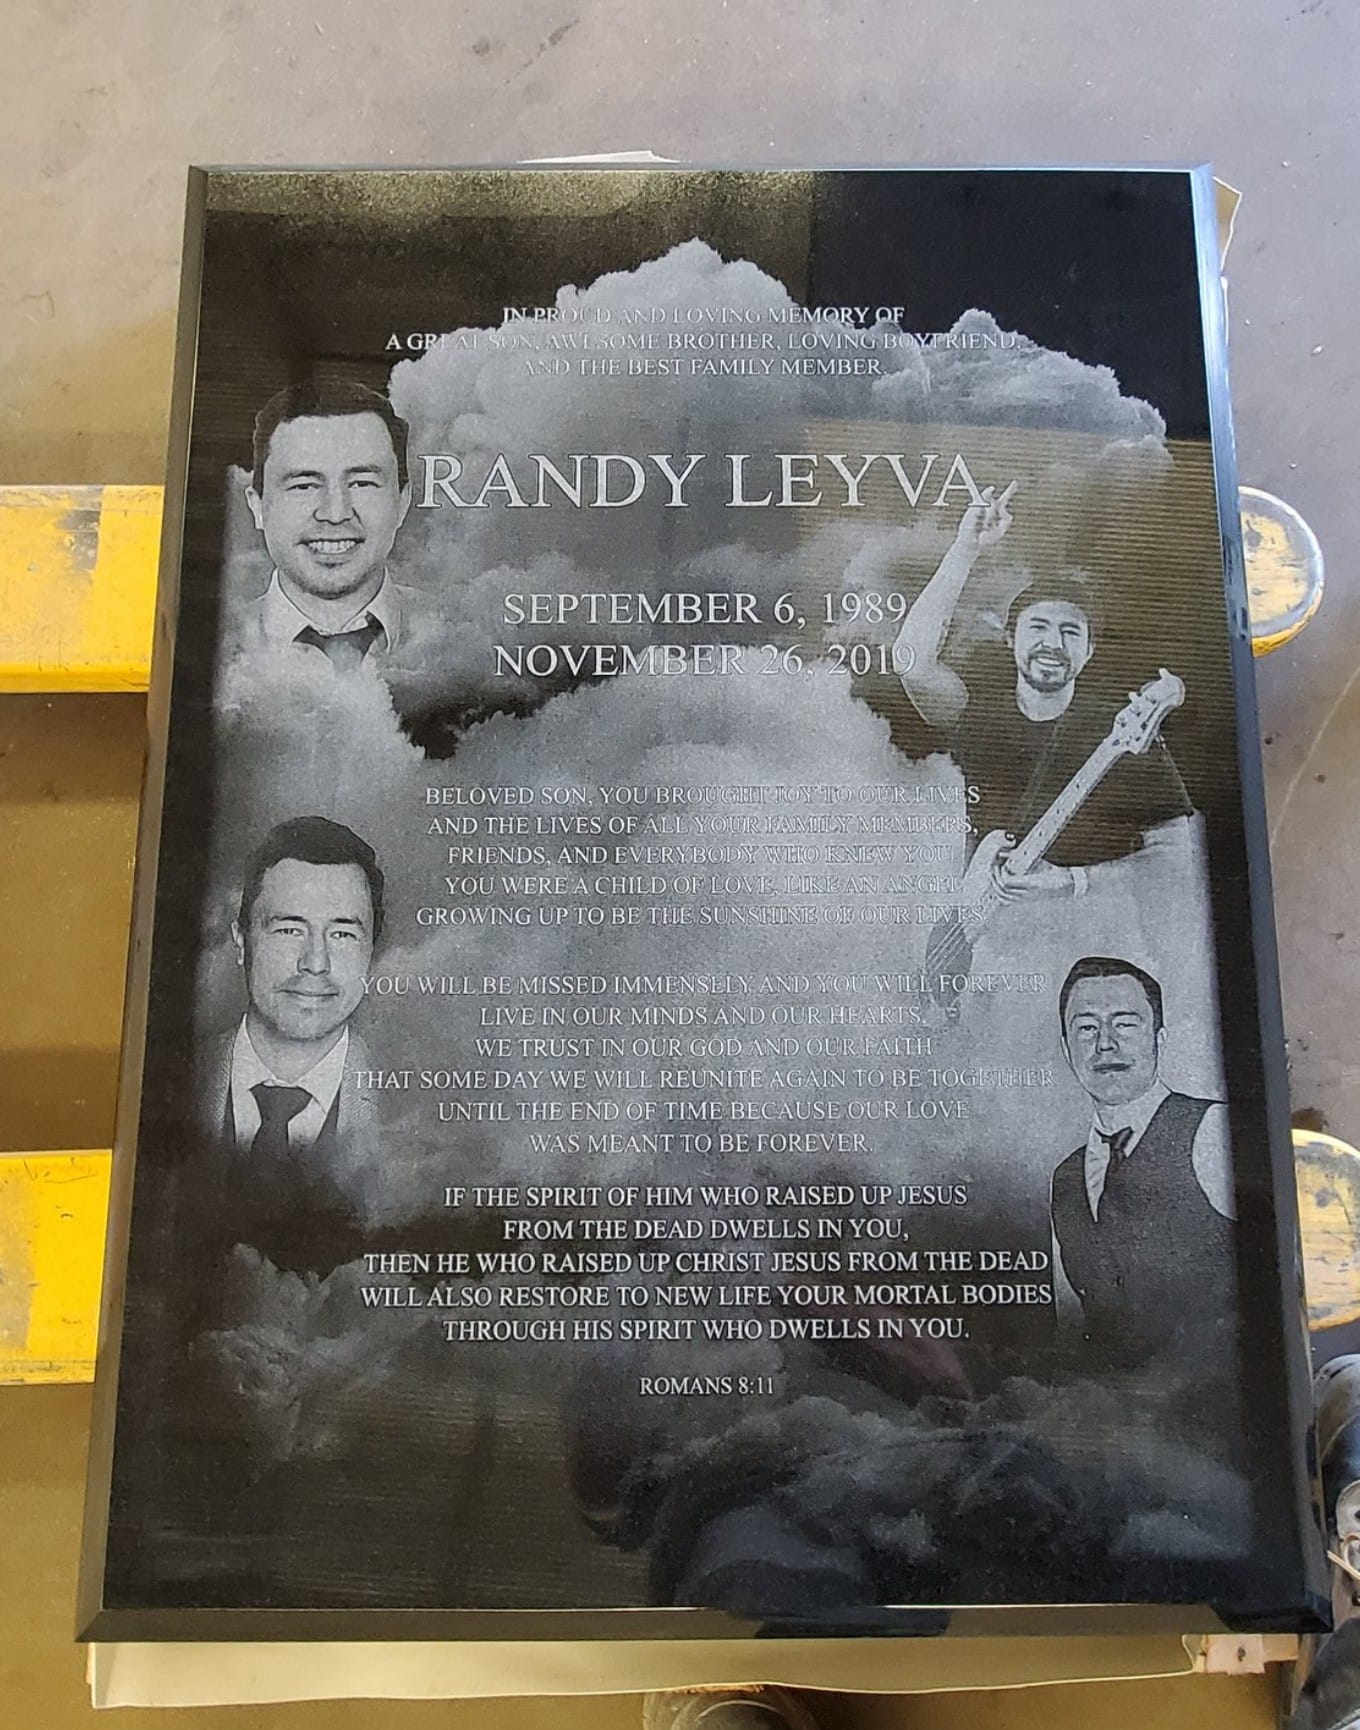 IN PROUD AND LOVING MEMORY OF
A GREAT SON, AWESOME BROTHER, LOVING BOYFRIEND,
AND THE BEST FAMILY MEMBER.
RANDY LEYVA
SEPTEMBER 6, 1989
NOVEMBER 26, 2019
BELOVED SON, YOU BROUGHT JOY TO OUR LIVES
AND THE LIVES OF ALL YOUR FAMILY MEMBERS,
FRIENDS, AND EVERYBODY WHO KNEW YOU.
YOU WERE A CHILD OF LOVE, LIKE AN ANGEL
GROWING UP TO BE THE SUNSHINE OF OUR LIVES.
YOU WILL BE MISSED IMMENSELY AND YOU WILL FOREVER
LIVE IN OUR MINDS AND OUR HEARTS.
WE TRUST IN OUR GOD AND OUR FAITH
THAT SOME DAY WE WILL REUNITE AGAIN TO BE TOGETHER
UNTIL THE END OF TIME BECAUSE OUR LOVE
WAS MEANT TO BE FOREVER.
IF THE SPIRIT OF HIM WHO RAISED UP JESUS
FROM THE DEAD DWELLS IN YOU,
THEN HE WHO RAISED UP CHRIST JESUS FROM THE DEAD
WILL ALSO RESTORE TO NEW LIFE YOUR MORTAL BODIES
THROUGH HIS SPIRIT WHO DWELLS IN YOU.
ROMANS 8:11